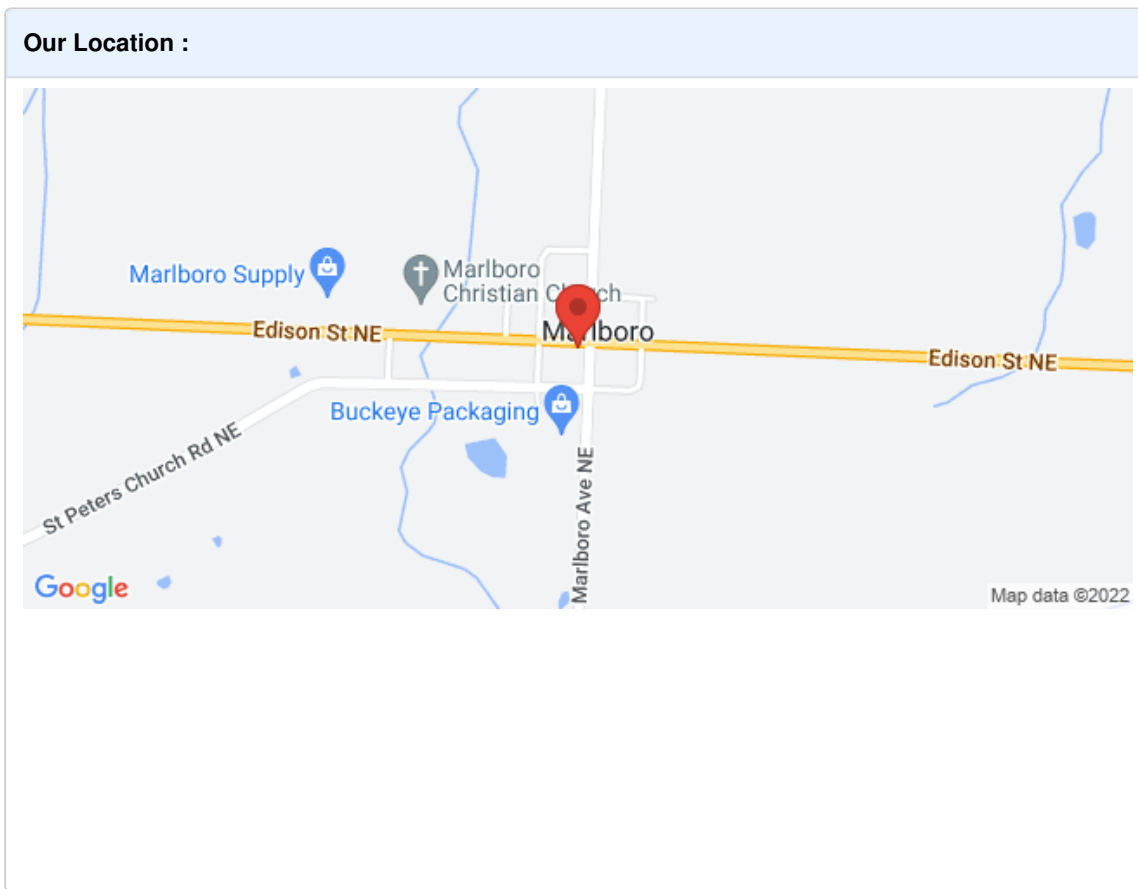 Our Location :
Marlboro Supply
Marlboro
Christian Church
Edison St NE
Marlboro
Edison St NE
Buckeye Packaging
St Peters Church Rd NE
Marlboro Ave NE
Google
Map data ©2022